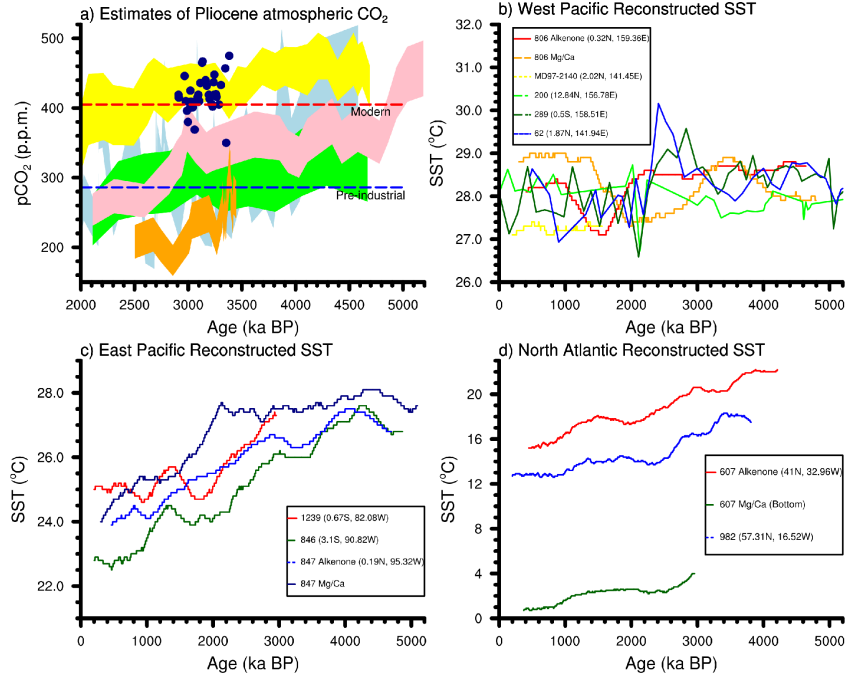 a) Estimates of Pliocene atmospheric CO2
500
400
300
200
pCO2 (p.p.m.)
Modern
Pre-industrial
2000 2500 3000 3500 4000 4500 5000
Age (ka BP)
b) West Pacific Reconstructed SST
32.0
31.0
30.0
29.0
28.0
27.0
26.0
SST (°C)
806 Alkenone (0.32N, 159.36E)
806 Mg/Ca
MD97-2140 (2.02N, 141.45E)
200 (12.84N, 156.78E)
289 (0.5S, 158.51E)
62 (1.87N, 141.94E)
0 1000 2000 3000 4000 5000
Age (ka BP)
c) East Pacific Reconstructed SST
28.0
26.0
24.0
22.0
SST (°C)
1239 (0.67S, 82.08W)
846 (3.1S, 90.82W)
847 Alkenone (0.19N, 95.32W)
847 Mg/Ca
0 1000 2000 3000 4000 5000
Age (ka BP)
d) North Atlantic Reconstructed SST
20
16
12
8
4
0
SST (°C)
607 Alkenone (41N, 32.96W)
607 Mg/Ca (Bottom)
982 (57.31N, 16.52W)
0 1000 2000 3000 4000 5000
Age (ka BP)